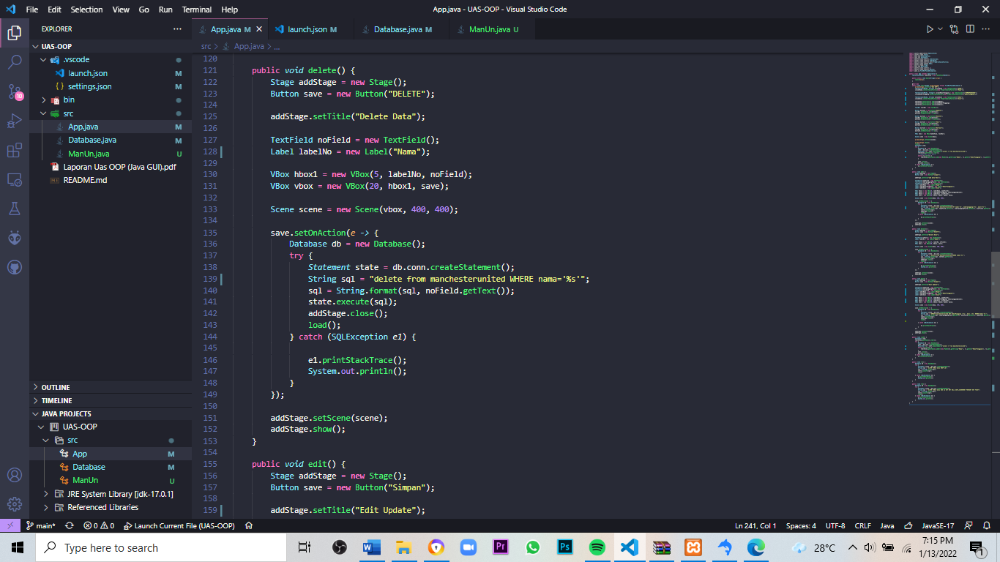 File Edit Selection View Go Run Terminal Help
App.java - UAS-OOP - Visual Studio Code
EXPLORER
App.java M
launch.json M
Database.java M
ManUn.java U
UAS-OOP
.vscode
launch.json M
settings.json M
bin
src
App.java M
Database.java M
ManUn.java U
Laporan Uas OOP (Java GUI).pdf
README.md
10
OUTLINE
TIMELINE
JAVA PROJECTS
UAS-OOP
src
App M
Database M
ManUn U
JRE System Library [jdk-17.0.1]
Referenced Libraries
src > App.java > ...
120
121 public void delete() {
122 Stage addStage = new Stage();
123 Button save = new Button("DELETE");
124
125 addStage.setTitle("Delete Data");
126
127 TextField noField = new TextField();
128 Label labelNo = new Label("Nama");
129
130 VBox hbox1 = new VBox(5, labelNo, noField);
131 VBox vbox = new VBox(20, hbox1, save);
132
133 Scene scene = new Scene(vbox, 400, 400);
134
135 save.setOnAction(e -> {
136 Database db = new Database();
137 try {
138 Statement state = db.conn.createStatement();
139 String sql = "delete from manchesterunited WHERE nama='%s'";
140 sql = String.format(sql, noField.getText());
141 state.execute(sql);
142 addStage.close();
143 load();
144 } catch (SQLException e1) {
145
146 e1.printStackTrace();
147 System.out.println();
148 }
149 });
150
151 addStage.setScene(scene);
152 addStage.show();
153 }
154
155 public void edit() {
156 Stage addStage = new Stage();
157 Button save = new Button("Simpan");
158
159 addStage.setTitle("Edit Update");
main* 0 0 Launch Current File (UAS-OOP)
Ln 241, Col 1 Spaces: 4 UTF-8 CRLF Java JavaSE-17
Type here to search
28°C
7:15 PM
1/13/2022
1